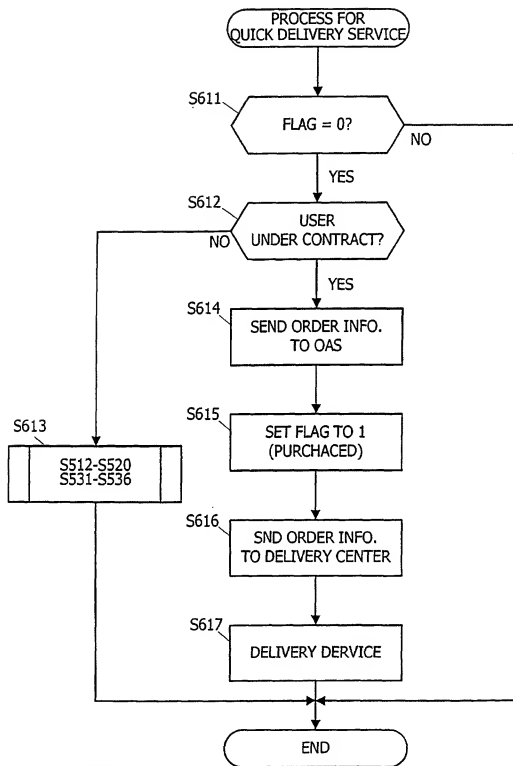 PROCESS FOR
QUICK DELIVERY SERVICE
S611
FLAG = 0?
NO
YES
S612
USER
UNDER CONTRACT?
NO
YES
S614
SEND ORDER INFO.
TO OAS
S613
S512-S520
S531-S536
S615
SET FLAG TO 1
(PURCHACED)
S616
SND ORDER INFO.
TO DELIVERY CENTER
S617
DELIVERY DERVICE
END